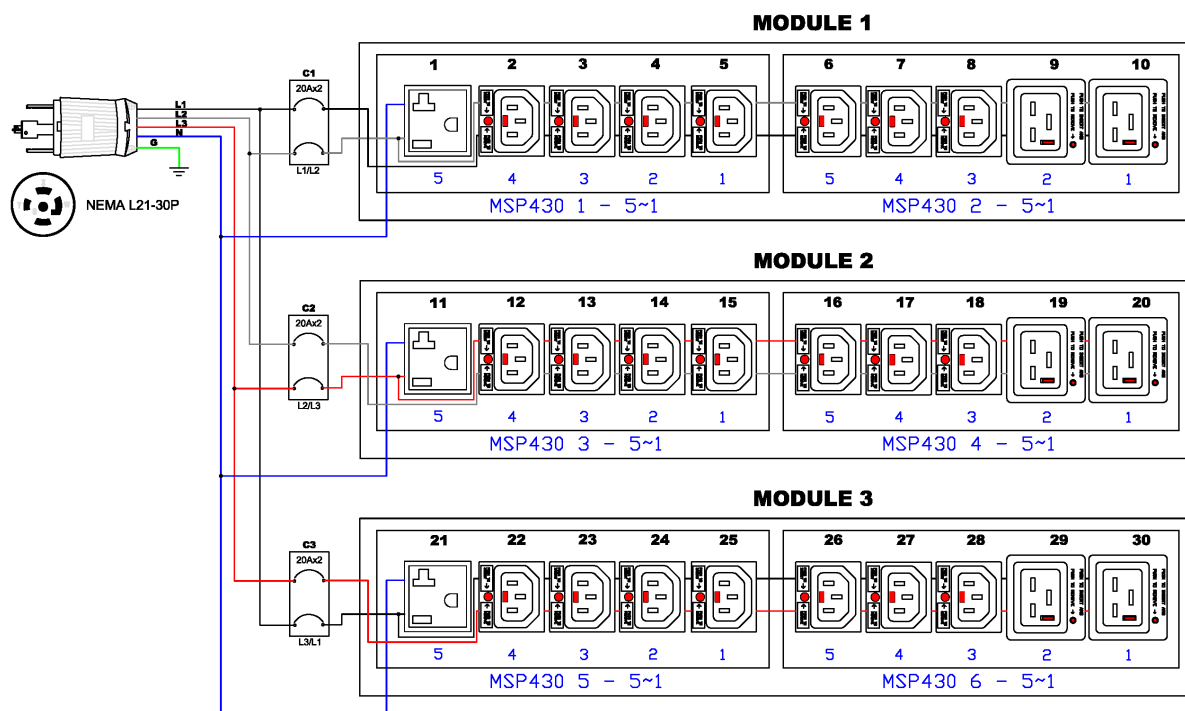 MODULE 1
C1
20Ax2
L1/L2
1 2 3 4 5 6 7 8 9 10
5 4 3 2 1 5 4 3 2 1
MSP430 1 - 5~1 MSP430 2 - 5~1
L1
L2
L3
N
G
NEMA L21-30P
MODULE 2
C2
20Ax2
L2/L3
11 12 13 14 15 16 17 18 19 20
5 4 3 2 1 5 4 3 2 1
MSP430 3 - 5~1 MSP430 4 - 5~1
MODULE 3
C3
20Ax2
L3/L1
21 22 23 24 25 26 27 28 29 30
5 4 3 2 1 5 4 3 2 1
MSP430 5 - 5~1 MSP430 6 - 5~1